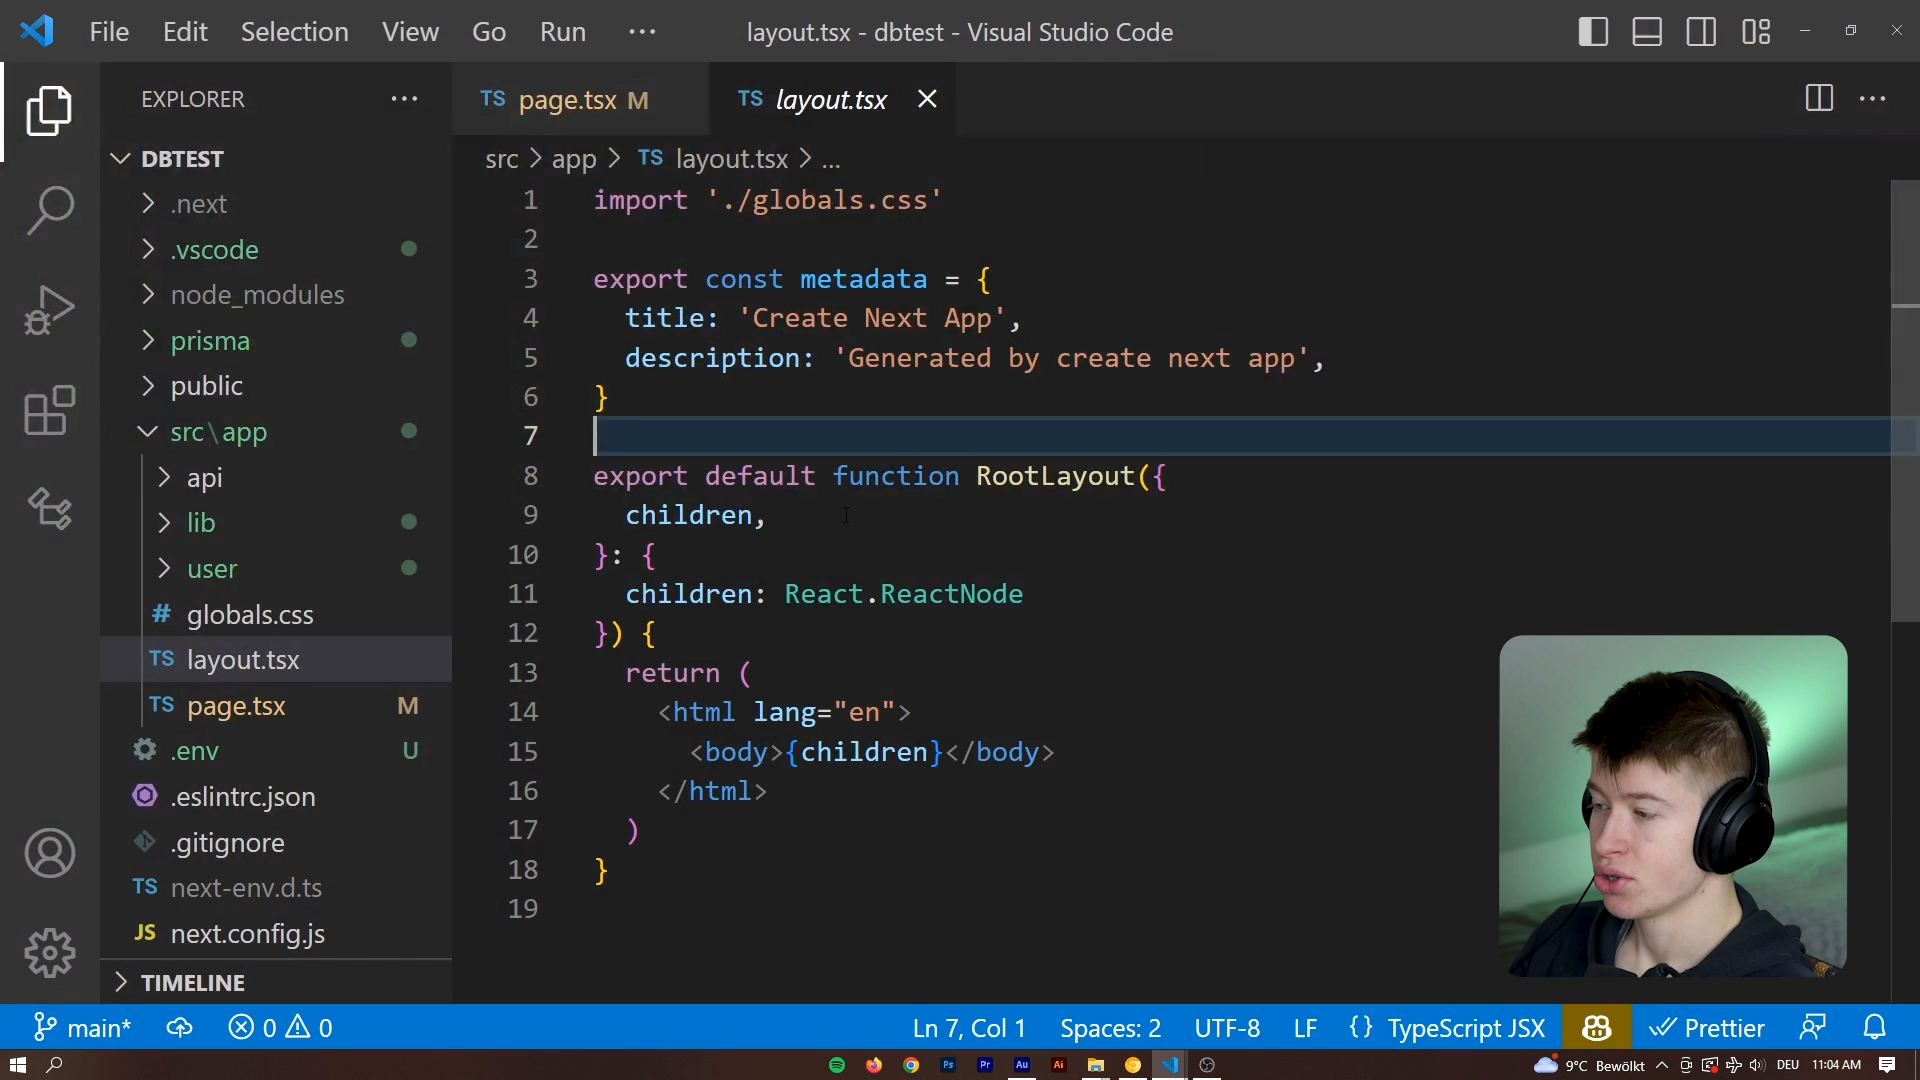 File Edit Selection View Go Run ···
layout.tsx - dbtest - Visual Studio Code
EXPLORER ···
DBTEST
.next
.vscode
node_modules
prisma
public
src\app
api
lib
user
# globals.css
TS layout.tsx
TS page.tsx M
.env U
.eslintrc.json
.gitignore
TS next-env.d.ts
JS next.config.js
TIMELINE
TS page.tsx M
TS layout.tsx
src > app > TS layout.tsx > ...
1 import './globals.css'
2
3 export const metadata = {
4 title: 'Create Next App',
5 description: 'Generated by create next app',
6 }
7
8 export default function RootLayout({
9 children,
10 }: {
11 children: React.ReactNode
12 }) {
13 return (
14 <html lang="en">
15 <body>{children}</body>
16 </html>
17 )
18 }
19
main* 0 0
Ln 7, Col 1 Spaces: 2 UTF-8 LF {} TypeScript JSX Prettier
Ps Pr Au Ai
9°C Bewölkt DEU 11:04 AM